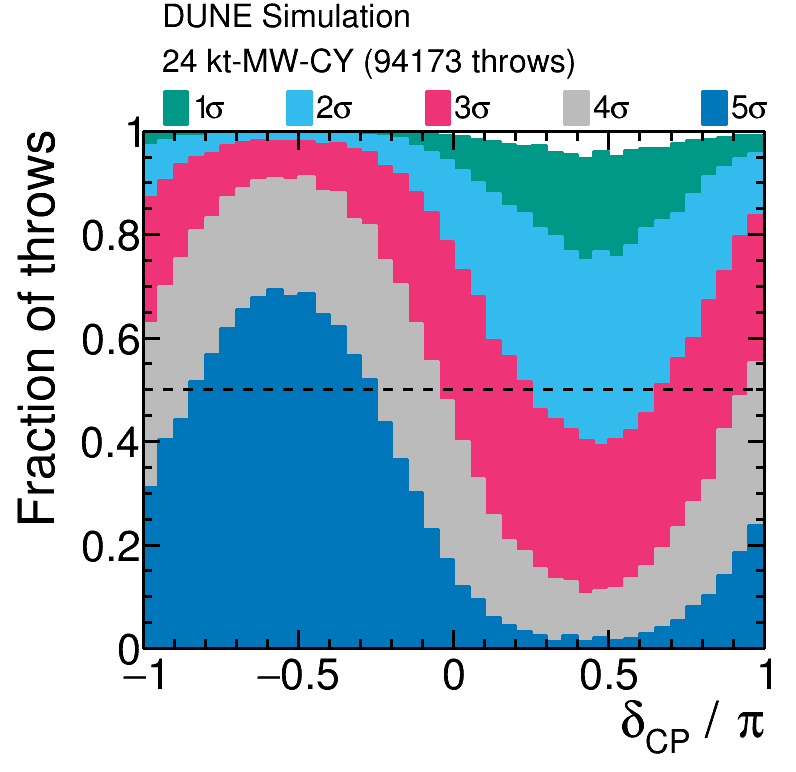 DUNE Simulation
24 kt-MW-CY (94173 throws)
1σ 2σ 3σ 4σ 5σ
Fraction of throws
1
0.8
0.6
0.4
0.2
0
−1 −0.5 0 0.5 1
δCP / π